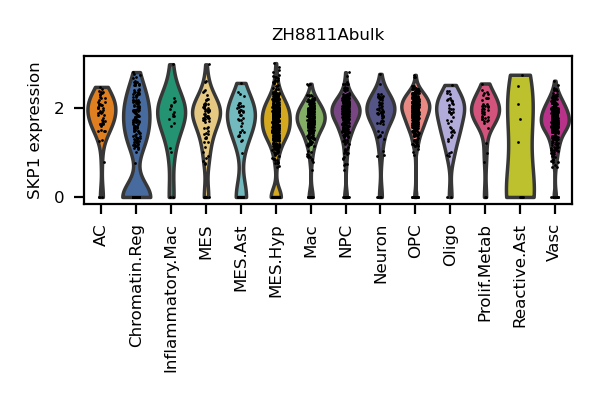 ZH8811Abulk
SKP1 expression
2
0
AC
Chromatin.Reg
Inflammatory.Mac
MES
MES.Ast
MES.Hyp
Mac
NPC
Neuron
OPC
Oligo
Prolif.Metab
Reactive.Ast
Vasc